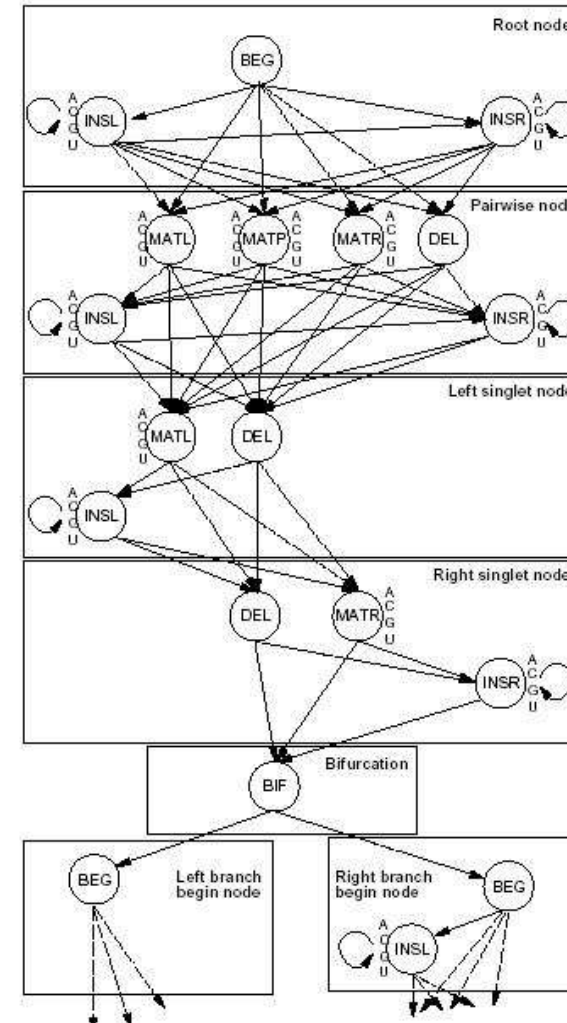 Root node
BEG
A C G U INSL
INSR A C G U
Pairwise node
A C G U MATL
A C G U MATP A C G U
MATR A C G U
DEL
A C G U INSL
INSR A C G U
Left singlet node
A C G U MATL
DEL
A C G U INSL
Right singlet node
DEL
MATR A C G U
INSR A C G U
Bifurcation
BIF
BEG
Left branch
begin node
Right branch
begin node
BEG
A C G U INSL